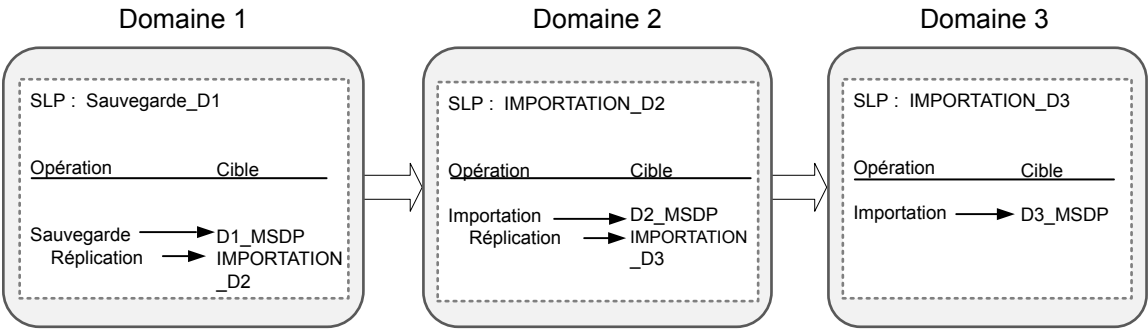 Domaine 1
SLP : Sauvegarde_D1
Opération Cible
Sauvegarde D1_MSDP
Réplication IMPORTATION
_D2
Domaine 2
SLP : IMPORTATION_D2
Opération Cible
Importation D2_MSDP
Réplication IMPORTATION
_D3
Domaine 3
SLP : IMPORTATION_D3
Opération Cible
Importation D3_MSDP